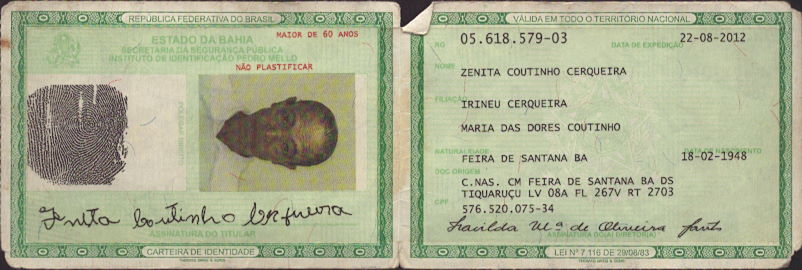 REPÚBLICA FEDERATIVA DO BRASIL
ESTADO DA BAHIA
MAIOR DE 60 ANOS
SECRETARIA DA SEGURANÇA PÚBLICA
INSTITUTO DE IDENTIFICAÇÃO PEDRO MELLO
NÃO PLASTIFICAR
POLEGAR DIREITO
Zenita Coutinho Cerqueira
ASSINATURA DO TITULAR
CARTEIRA DE IDENTIDADE
VÁLIDA EM TODO O TERRITÓRIO NACIONAL
RG 05.618.579-03 DATA DE EXPEDIÇÃO 22-08-2012
NOME
ZENITA COUTINHO CERQUEIRA
FILIAÇÃO
IRINEU CERQUEIRA
MARIA DAS DORES COUTINHO
NATURALIDADE DATA DE NASCIMENTO
FEIRA DE SANTANA BA 18-02-1948
DOC ORIGEM
C.NAS. CM FEIRA DE SANTANA BA DS
TIQUARUÇU LV 08A FL 267V RT 2703
CPF 576.520.075-34
Mª de Oliveira
ASSINATURA DO(A) DIRETOR(A)
LEI Nº 7.116 DE 29/08/83